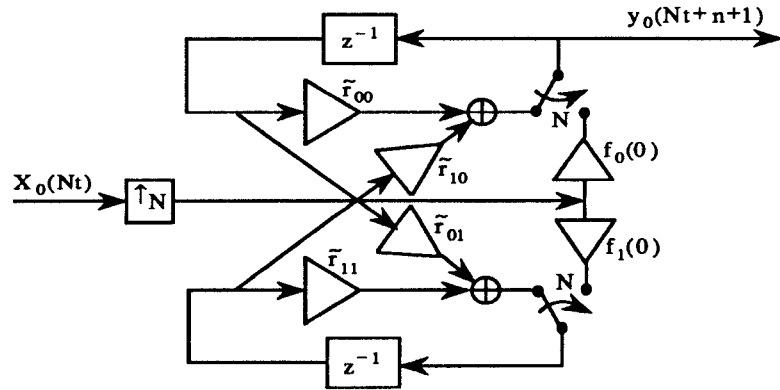 y₀(Nt+n+1)
z⁻¹
r̃₀₀
N
f₀(0)
r̃₁₀
X₀(Nt)
↑N
r̃₀₁
f₁(0)
r̃₁₁
N
z⁻¹